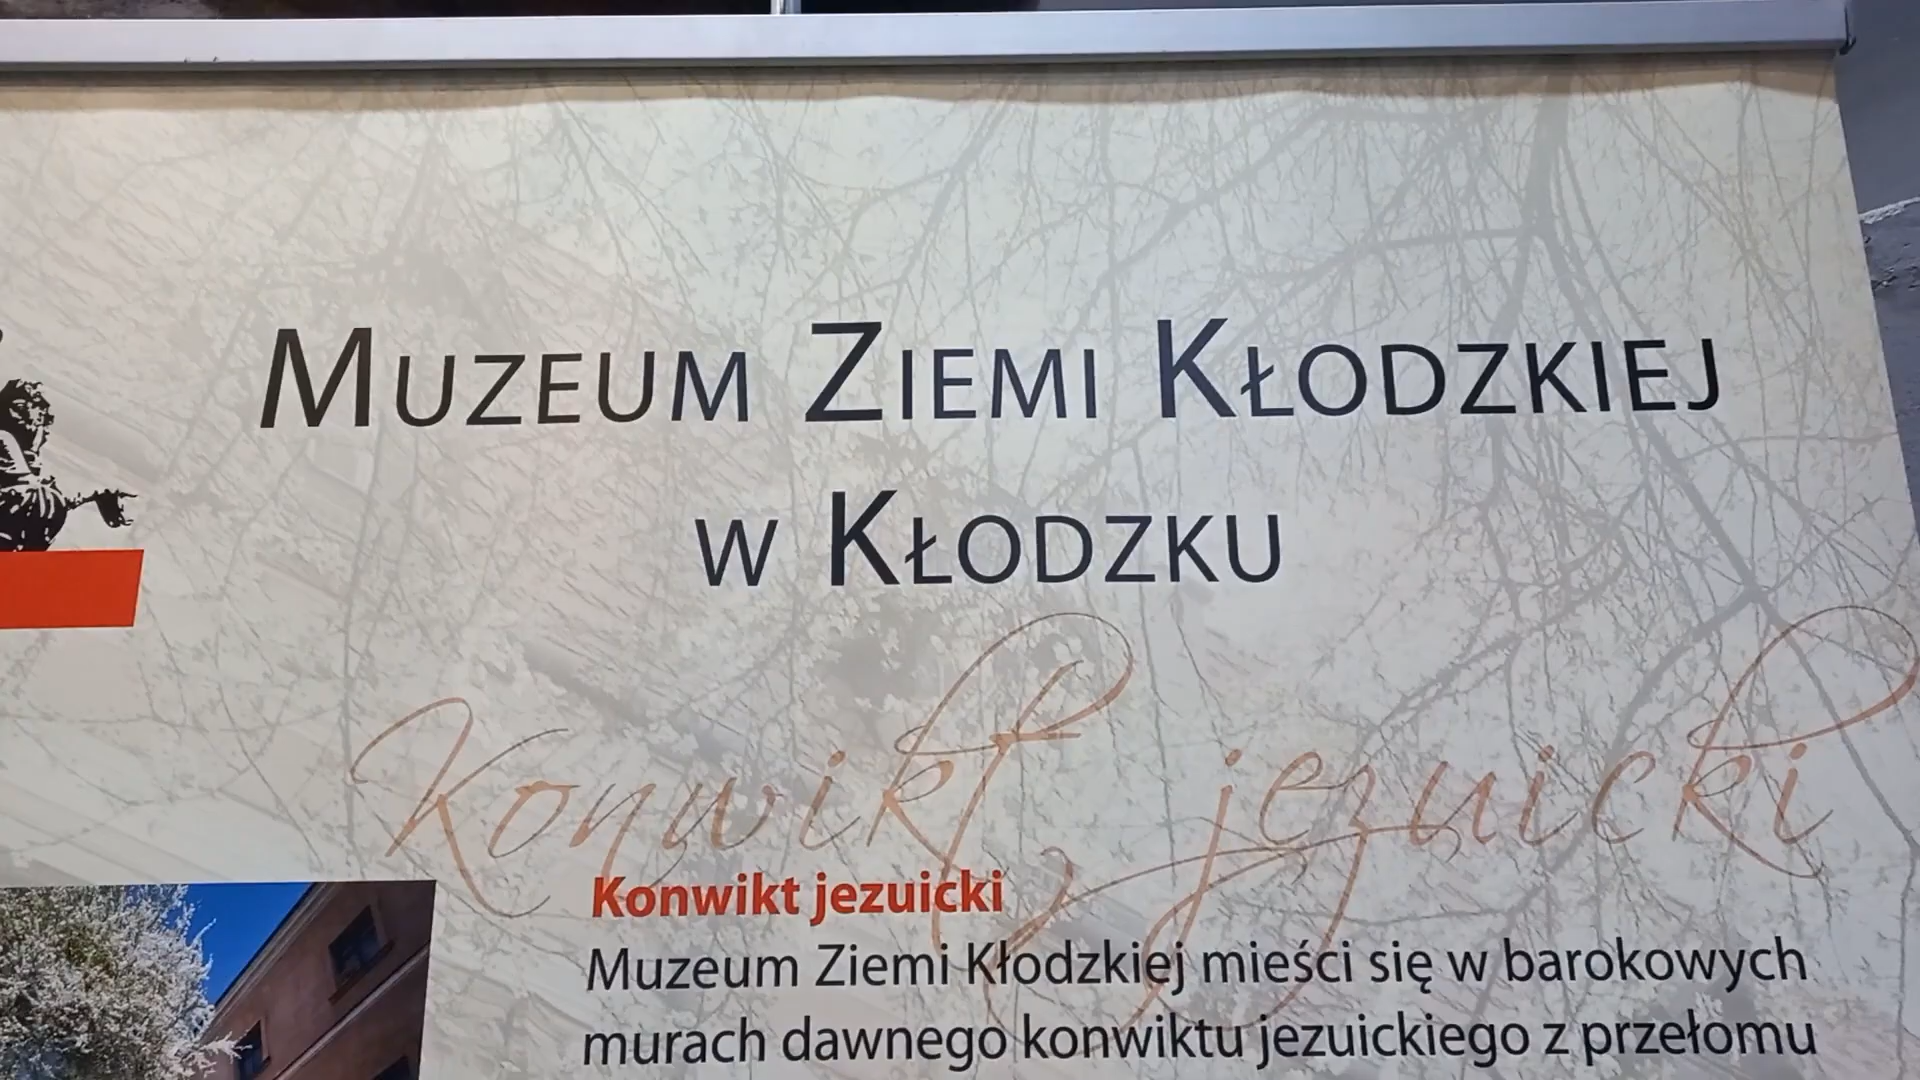 Muzeum Ziemi Kłodzkiej
w Kłodzku
Konwikt jezuicki
Konwikt jezuicki
Muzeum Ziemi Kłodzkiej mieści się w barokowych
murach dawnego konwiktu jezuickiego z przełomu